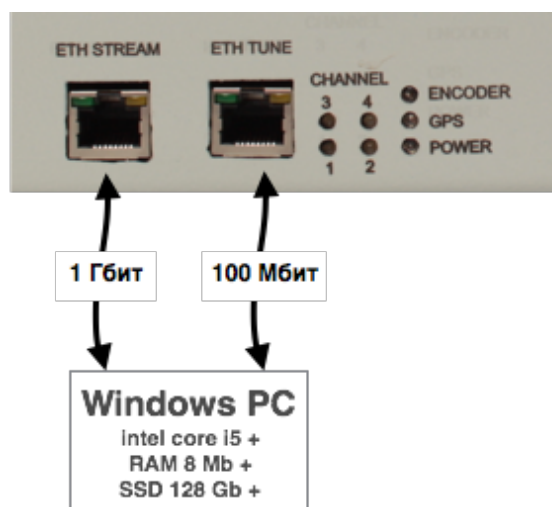 ETH STREAM
ETH TUNE
CHANNEL
3 4
ENCODER
GPS
POWER
1 2
1 Гбит
100 Мбит
Windows PC
intel core i5 +
RAM 8 Mb +
SSD 128 Gb +